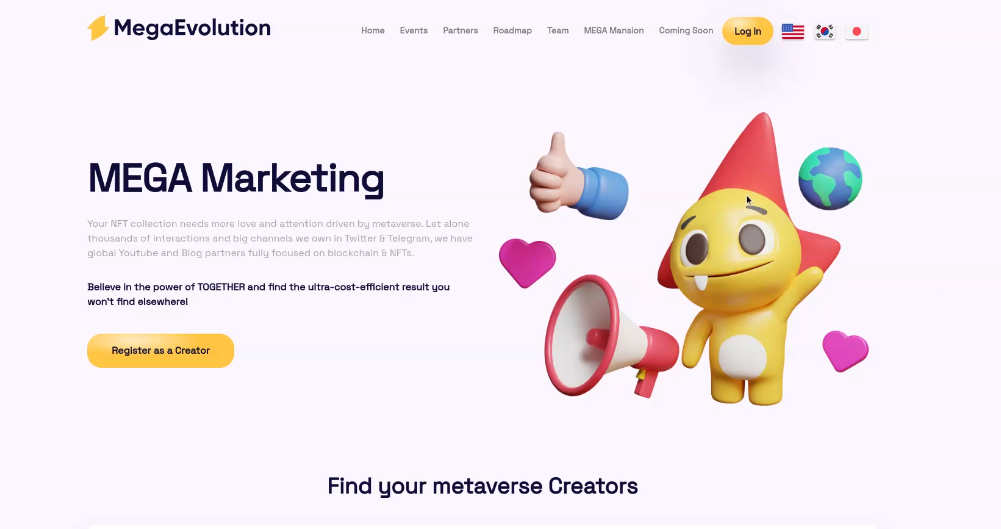 MegaEvolution
Home Events Partners Roadmap Team MEGA Mansion Coming Soon Log In
MEGA Marketing
Your NFT collection needs more love and attention driven by metaverse. Let alone
thousands of interactions and big channels we own in Twitter & Telegram, we have
global Youtube and Blog partners fully focused on blockchain & NFTs.
Believe in the power of TOGETHER and find the ultra-cost-efficient result you
won't find elsewhere!
Register as a Creator
Find your metaverse Creators